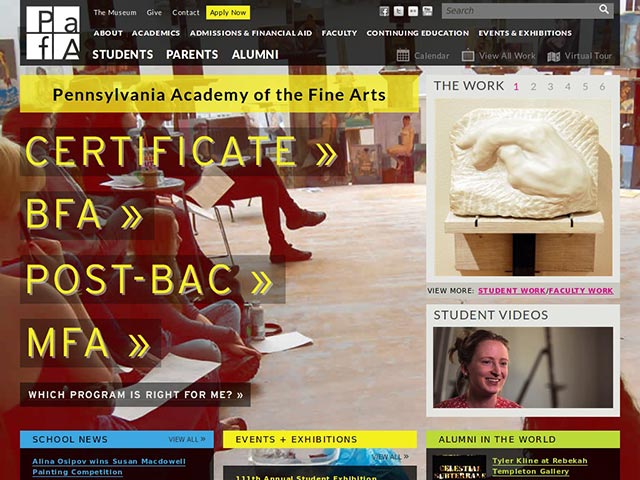 PafA
The Museum Give Contact Apply Now
Search
ABOUT ACADEMICS ADMISSIONS & FINANCIAL AID FACULTY CONTINUING EDUCATION EVENTS & EXHIBITIONS
STUDENTS PARENTS ALUMNI
Calendar View All Work Virtual Tour
Pennsylvania Academy of the Fine Arts
CERTIFICATE »
BFA »
POST-BAC »
MFA »
WHICH PROGRAM IS RIGHT FOR ME? »
THE WORK 1 2 3 4 5 6
VIEW MORE: STUDENT WORK/FACULTY WORK
STUDENT VIDEOS
SCHOOL NEWS VIEW ALL »
Alina Osipov wins Susan Macdowell
Painting Competition
EVENTS + EXHIBITIONS
VIEW ALL »
111th Annual Student Exhibition
ALUMNI IN THE WORLD
CELESTIAL
SUBTERRANE
Tyler Kline at Rebekah
Templeton Gallery